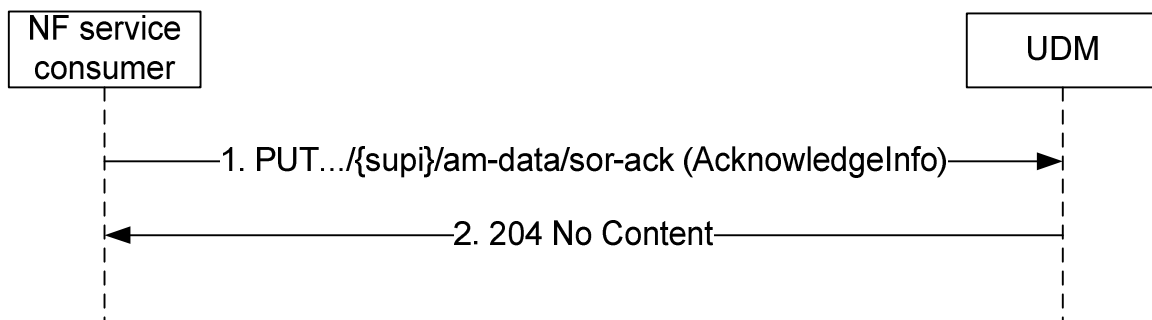 NF service
consumer
UDM
1. PUT.../{supi}/am-data/sor-ack (AcknowledgeInfo)
2. 204 No Content